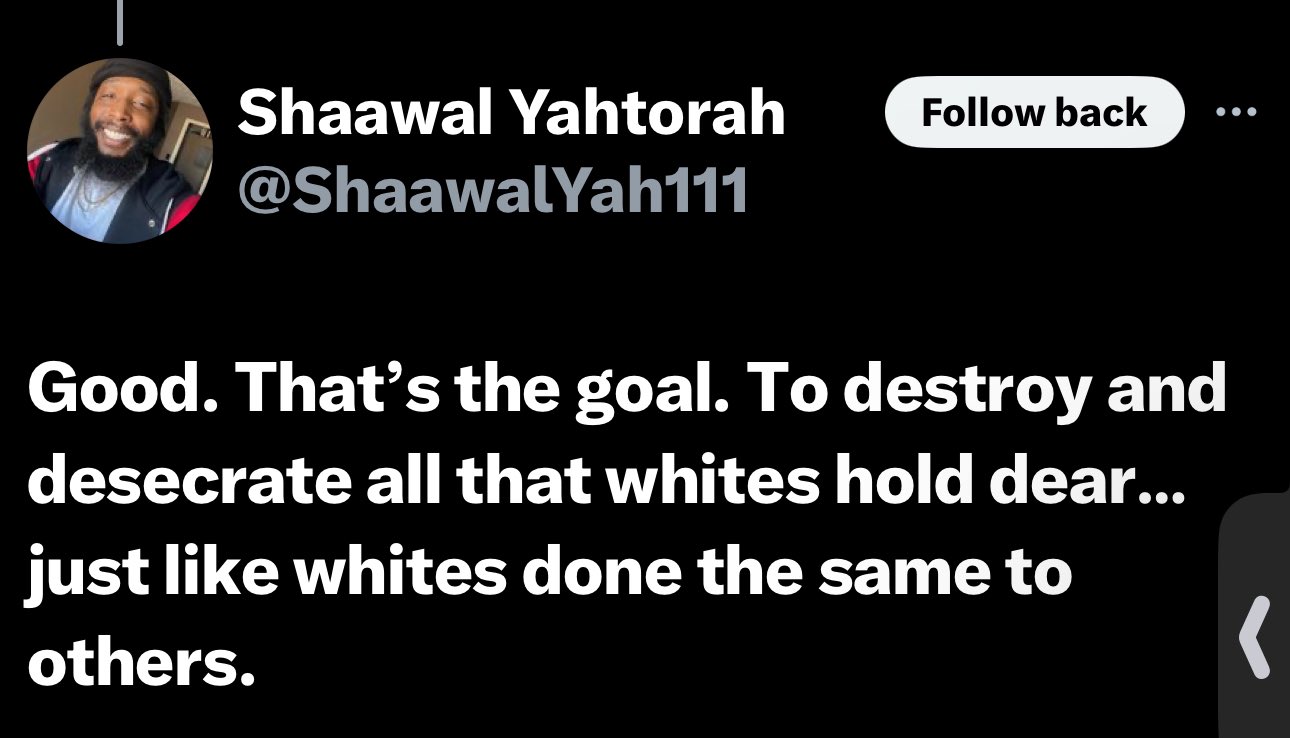 Shaawal Yahtorah
Follow back
@ShaawalYah111
Good. That’s the goal. To destroy and
desecrate all that whites hold dear...
just like whites done the same to
others.